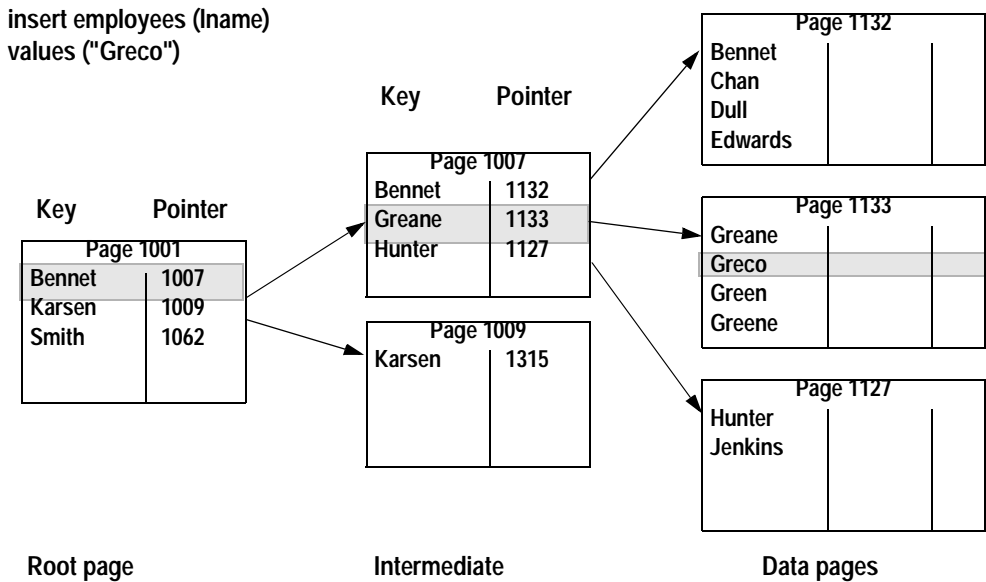 insert employees (lname)
values ("Greco")
Key Pointer
Page 1001
Bennet 1007
Karsen 1009
Smith 1062
Key Pointer
Page 1007
Bennet 1132
Greane 1133
Hunter 1127
Page 1009
Karsen 1315
Page 1132
Bennet
Chan
Dull
Edwards
Page 1133
Greane
Greco
Green
Greene
Page 1127
Hunter
Jenkins
Root page
Intermediate
Data pages